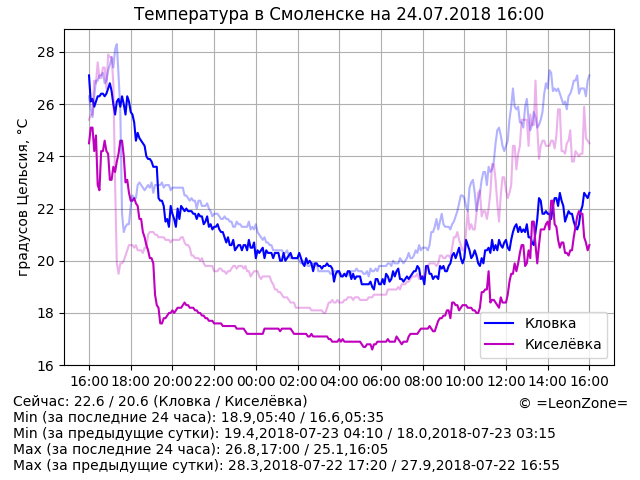 Температура в Смоленске на 24.07.2018 16:00
градусов Цельсия, °C
28
26
24
22
20
18
16
16:00 18:00 20:00 22:00 00:00 00:00 02:00 04:00 06:00 08:00 10:00 12:00 14:00 16:00
Кловка
Киселёвка
Сейчас: 22.6 / 20.6 (Кловка / Киселёвка)
© =LeonZone=
Min (за последние 24 часа): 18.9,05:40 / 16.6,05:35
Min (за предыдущие сутки): 19.4,2018-07-23 04:10 / 18.0,2018-07-23 03:15
Max (за последние 24 часа): 26.8,17:00 / 25.1,16:05
Max (за предыдущие сутки): 28.3,2018-07-22 17:20 / 27.9,2018-07-22 16:55